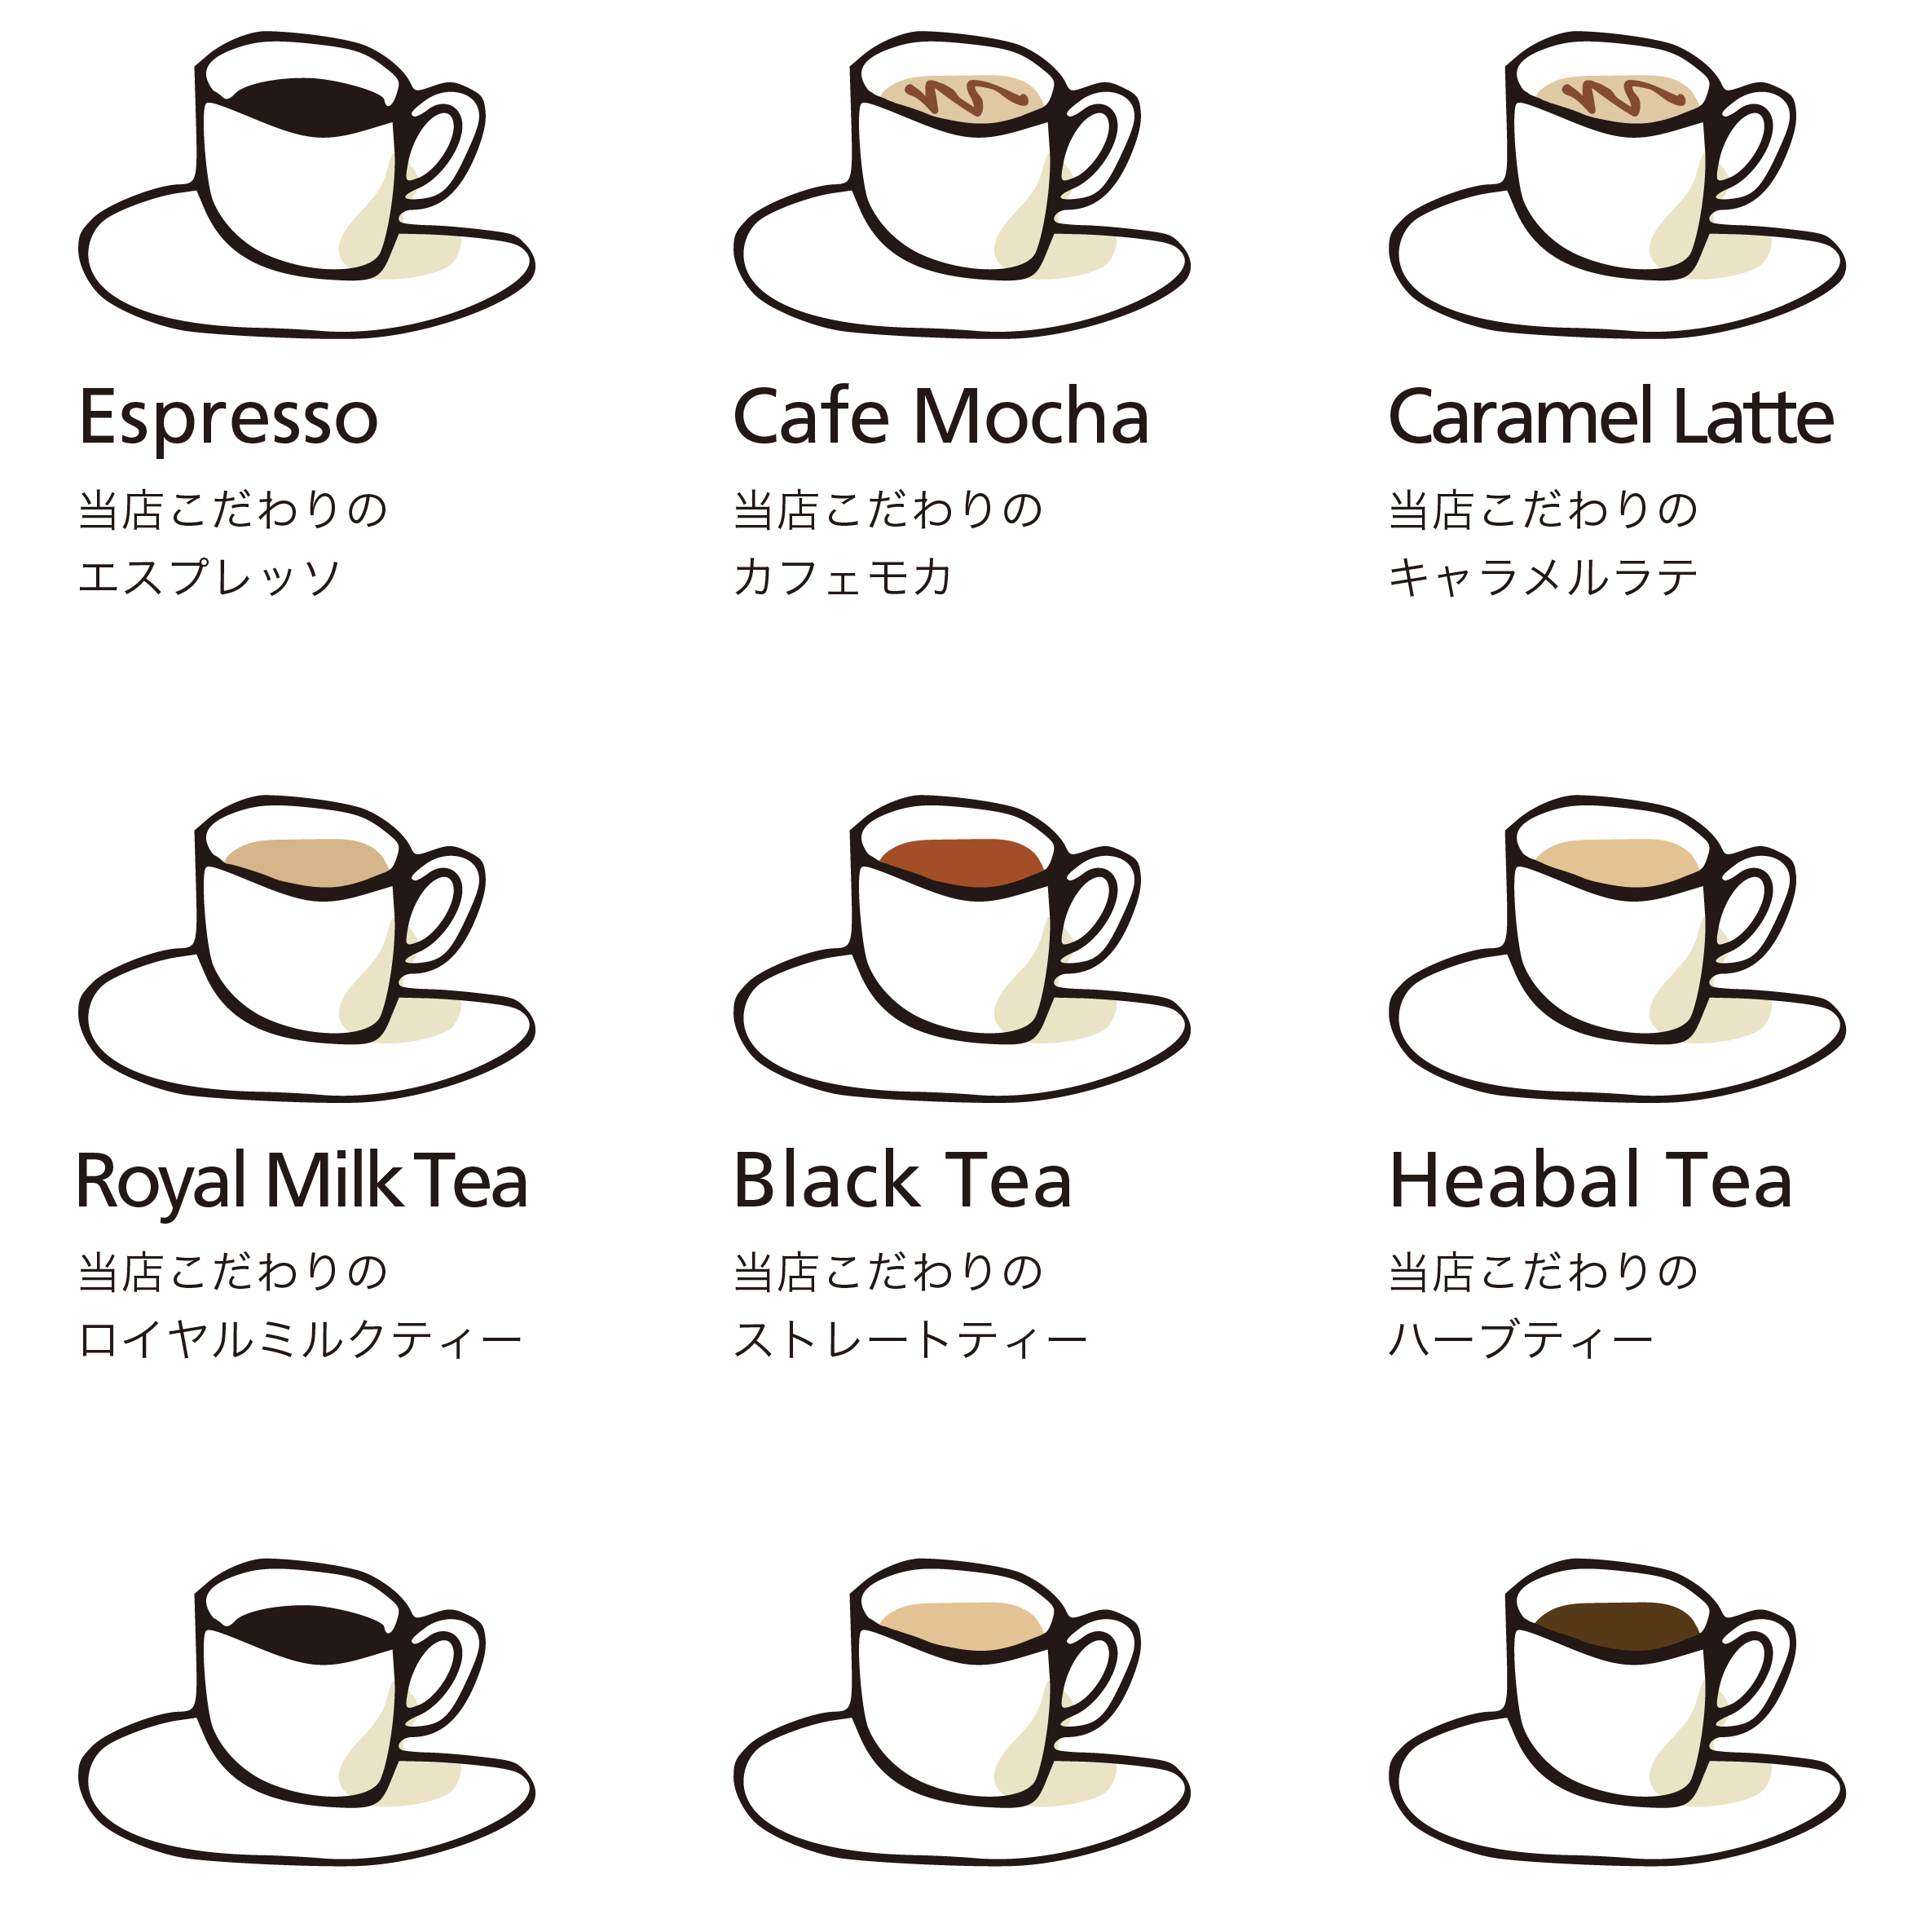 Espresso
当店こだわりの
エスプレッソ
Cafe Mocha
当店こだわりの
カフェモカ
Caramel Latte
当店こだわりの
キャラメルラテ
Royal Milk Tea
当店こだわりの
ロイヤルミルクティー
Black Tea
当店こだわりの
ストレートティー
Heabal Tea
当店こだわりの
ハーブティー